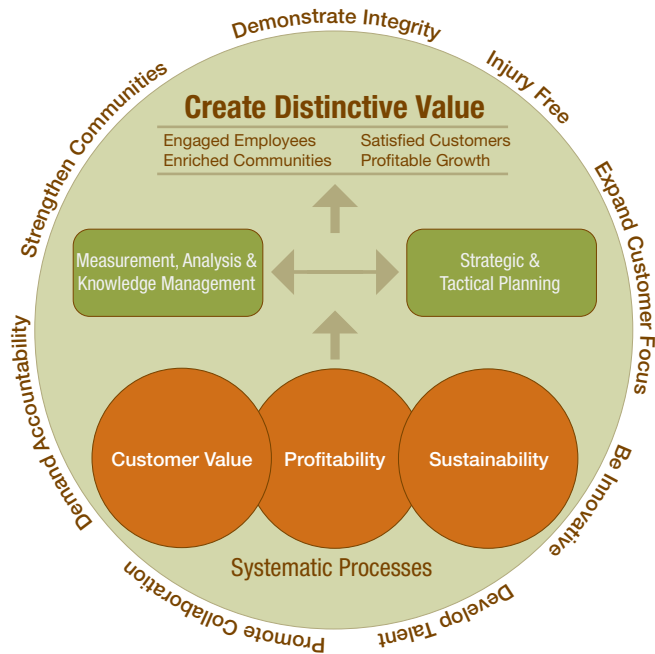 Demonstrate Integrity
Injury Free
Expand Customer Focus
Be Innovative
Develop Talent
Promote Collaboration
Demand Accountability
Strengthen Communities
Create Distinctive Value
Engaged Employees
Satisfied Customers
Enriched Communities
Profitable Growth
Measurement, Analysis &
Knowledge Management
Strategic &
Tactical Planning
Customer Value
Profitability
Sustainability
Systematic Processes